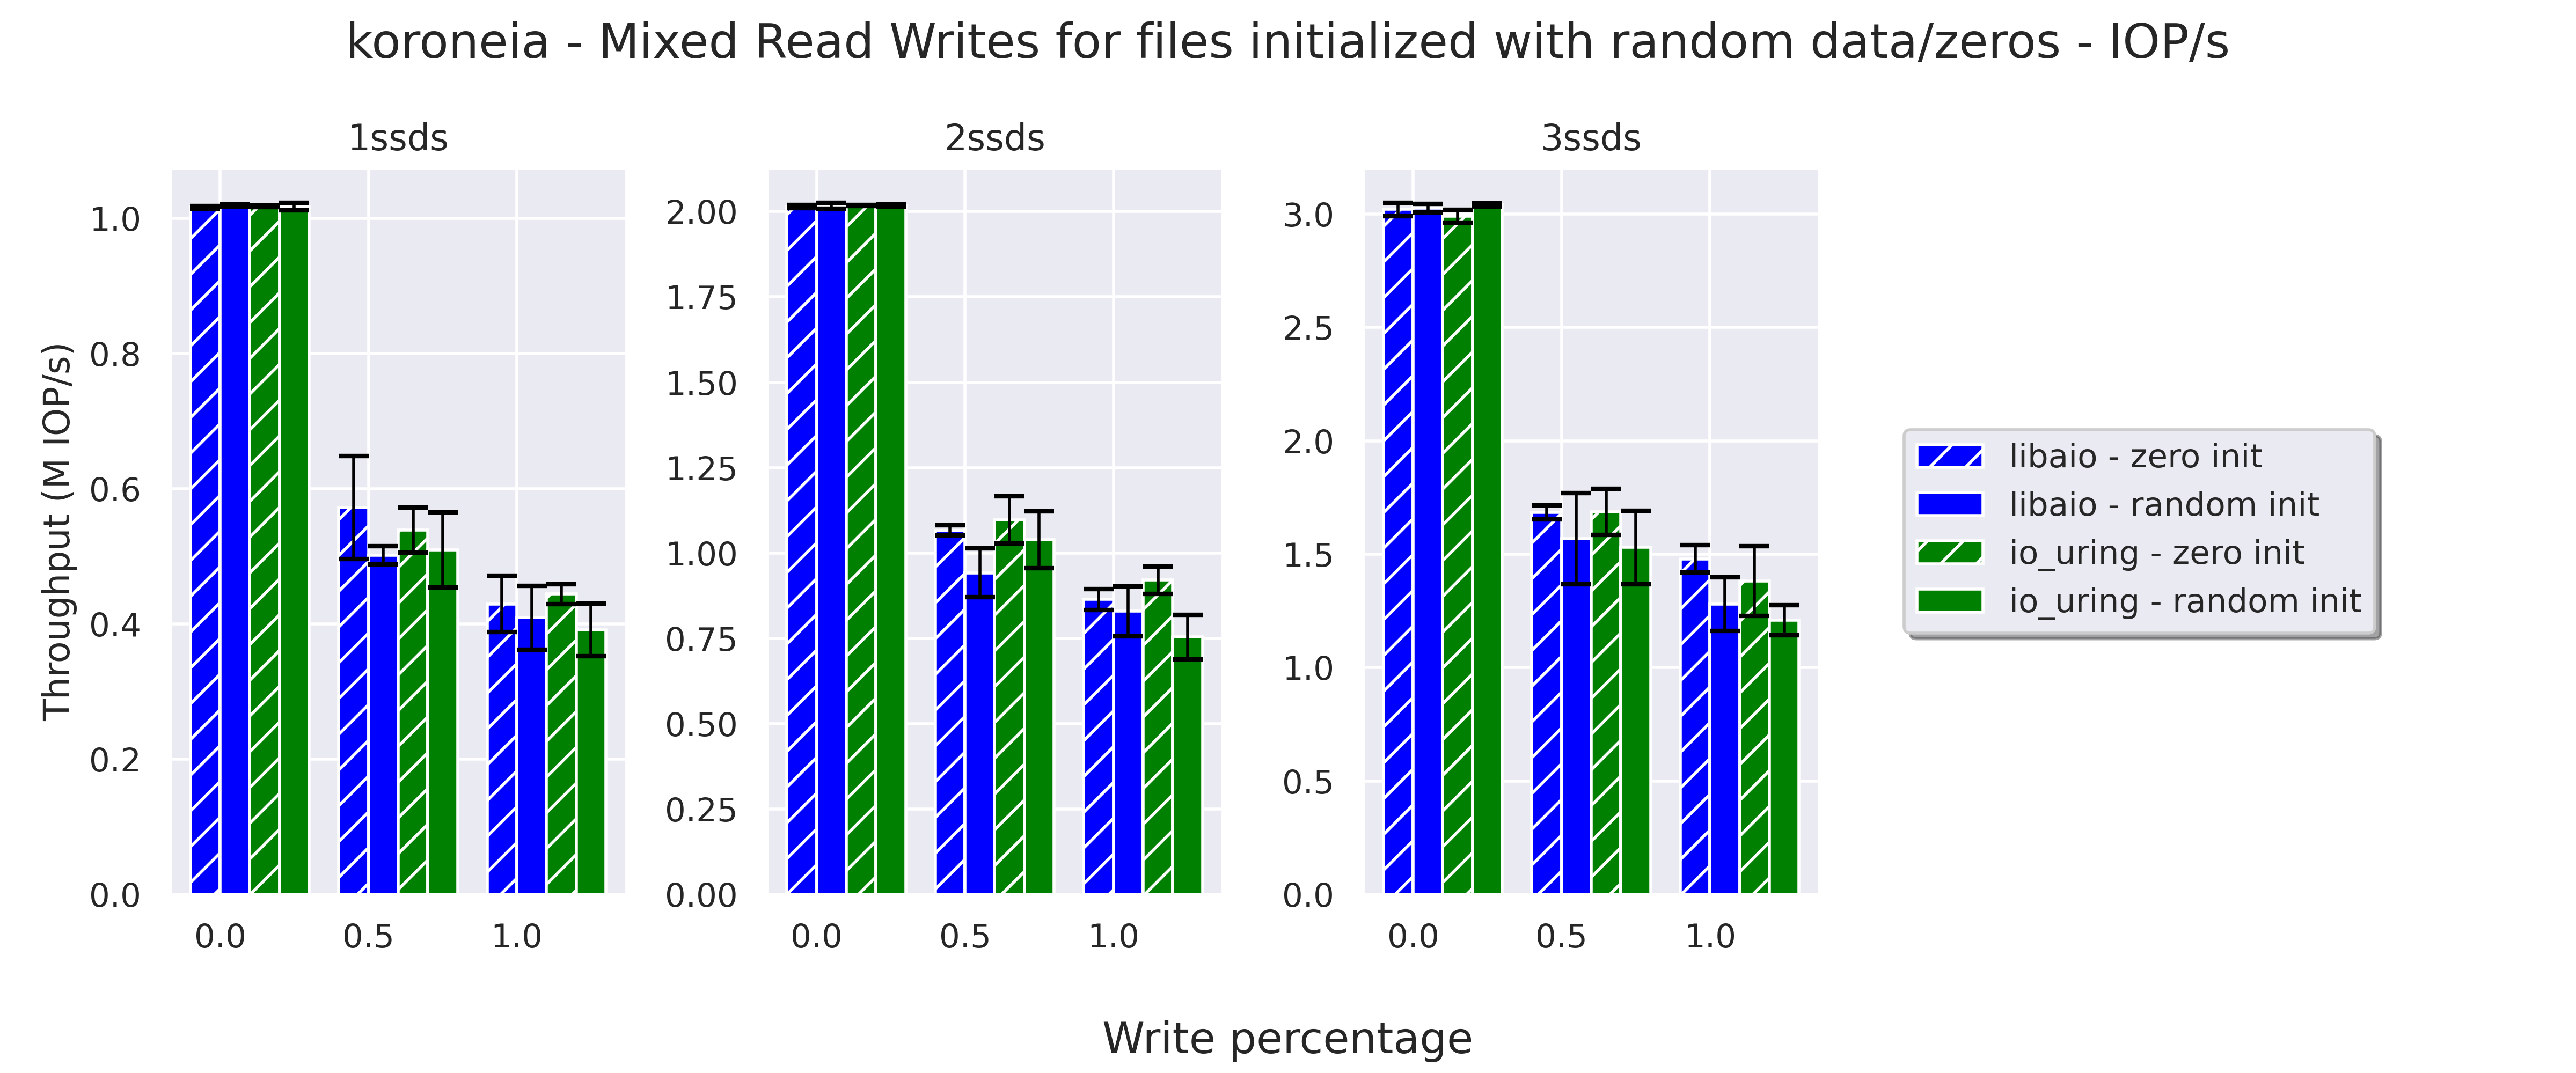 koroneia - Mixed Read Writes for files initialized with random data/zeros - IOP/s
1ssds
2ssds
3ssds
Throughput (M IOP/s)
1.0
0.8
0.6
0.4
0.2
0.0
0.0 0.5 1.0
2.00
1.75
1.50
1.25
1.00
0.75
0.50
0.25
0.00
0.0 0.5 1.0
3.0
2.5
2.0
1.5
1.0
0.5
0.0
0.0 0.5 1.0
libaio - zero init
libaio - random init
io_uring - zero init
io_uring - random init
Write percentage